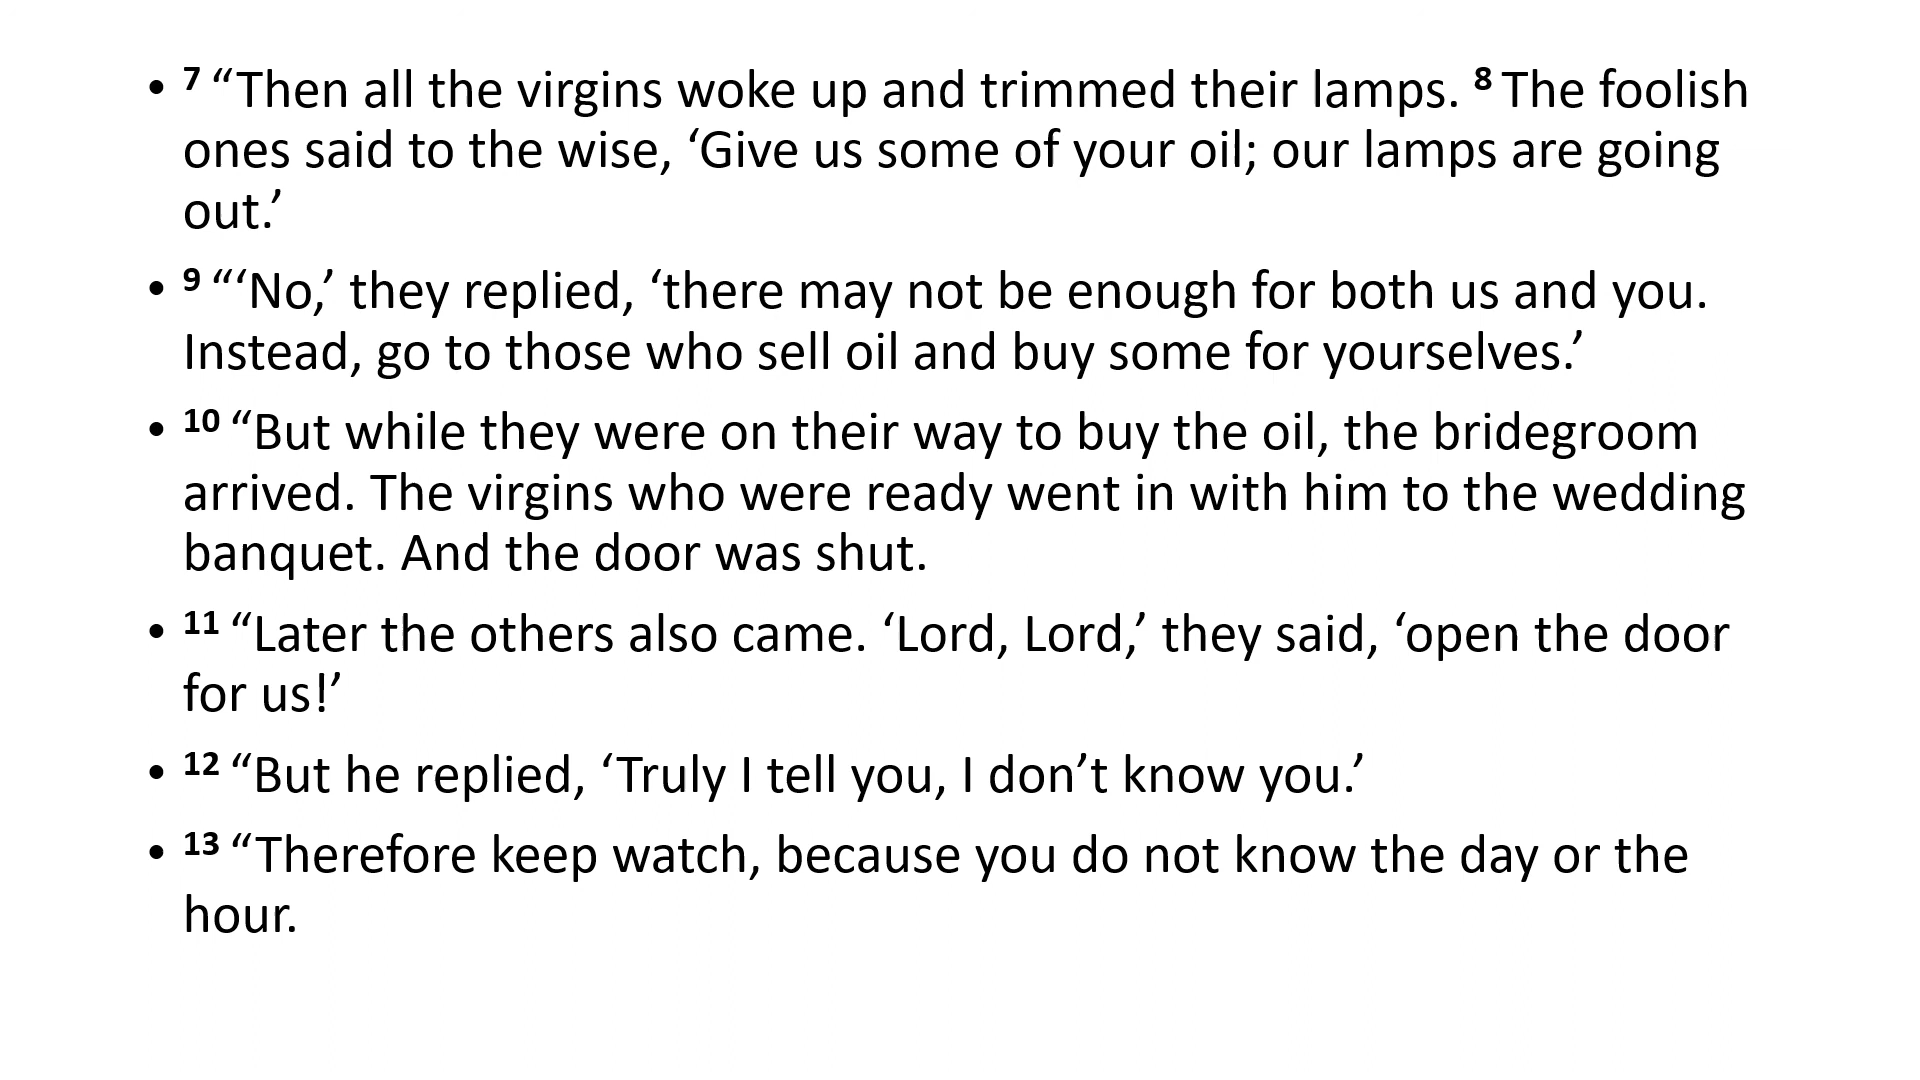 • 7 “Then all the virgins woke up and trimmed their lamps. 8 The foolish
ones said to the wise, ‘Give us some of your oil; our lamps are going
out.’
• 9 “‘No,’ they replied, ‘there may not be enough for both us and you.
Instead, go to those who sell oil and buy some for yourselves.’
• 10 “But while they were on their way to buy the oil, the bridegroom
arrived. The virgins who were ready went in with him to the wedding
banquet. And the door was shut.
• 11 “Later the others also came. ‘Lord, Lord,’ they said, ‘open the door
for us!’
• 12 “But he replied, ‘Truly I tell you, I don’t know you.’
• 13 “Therefore keep watch, because you do not know the day or the
hour.